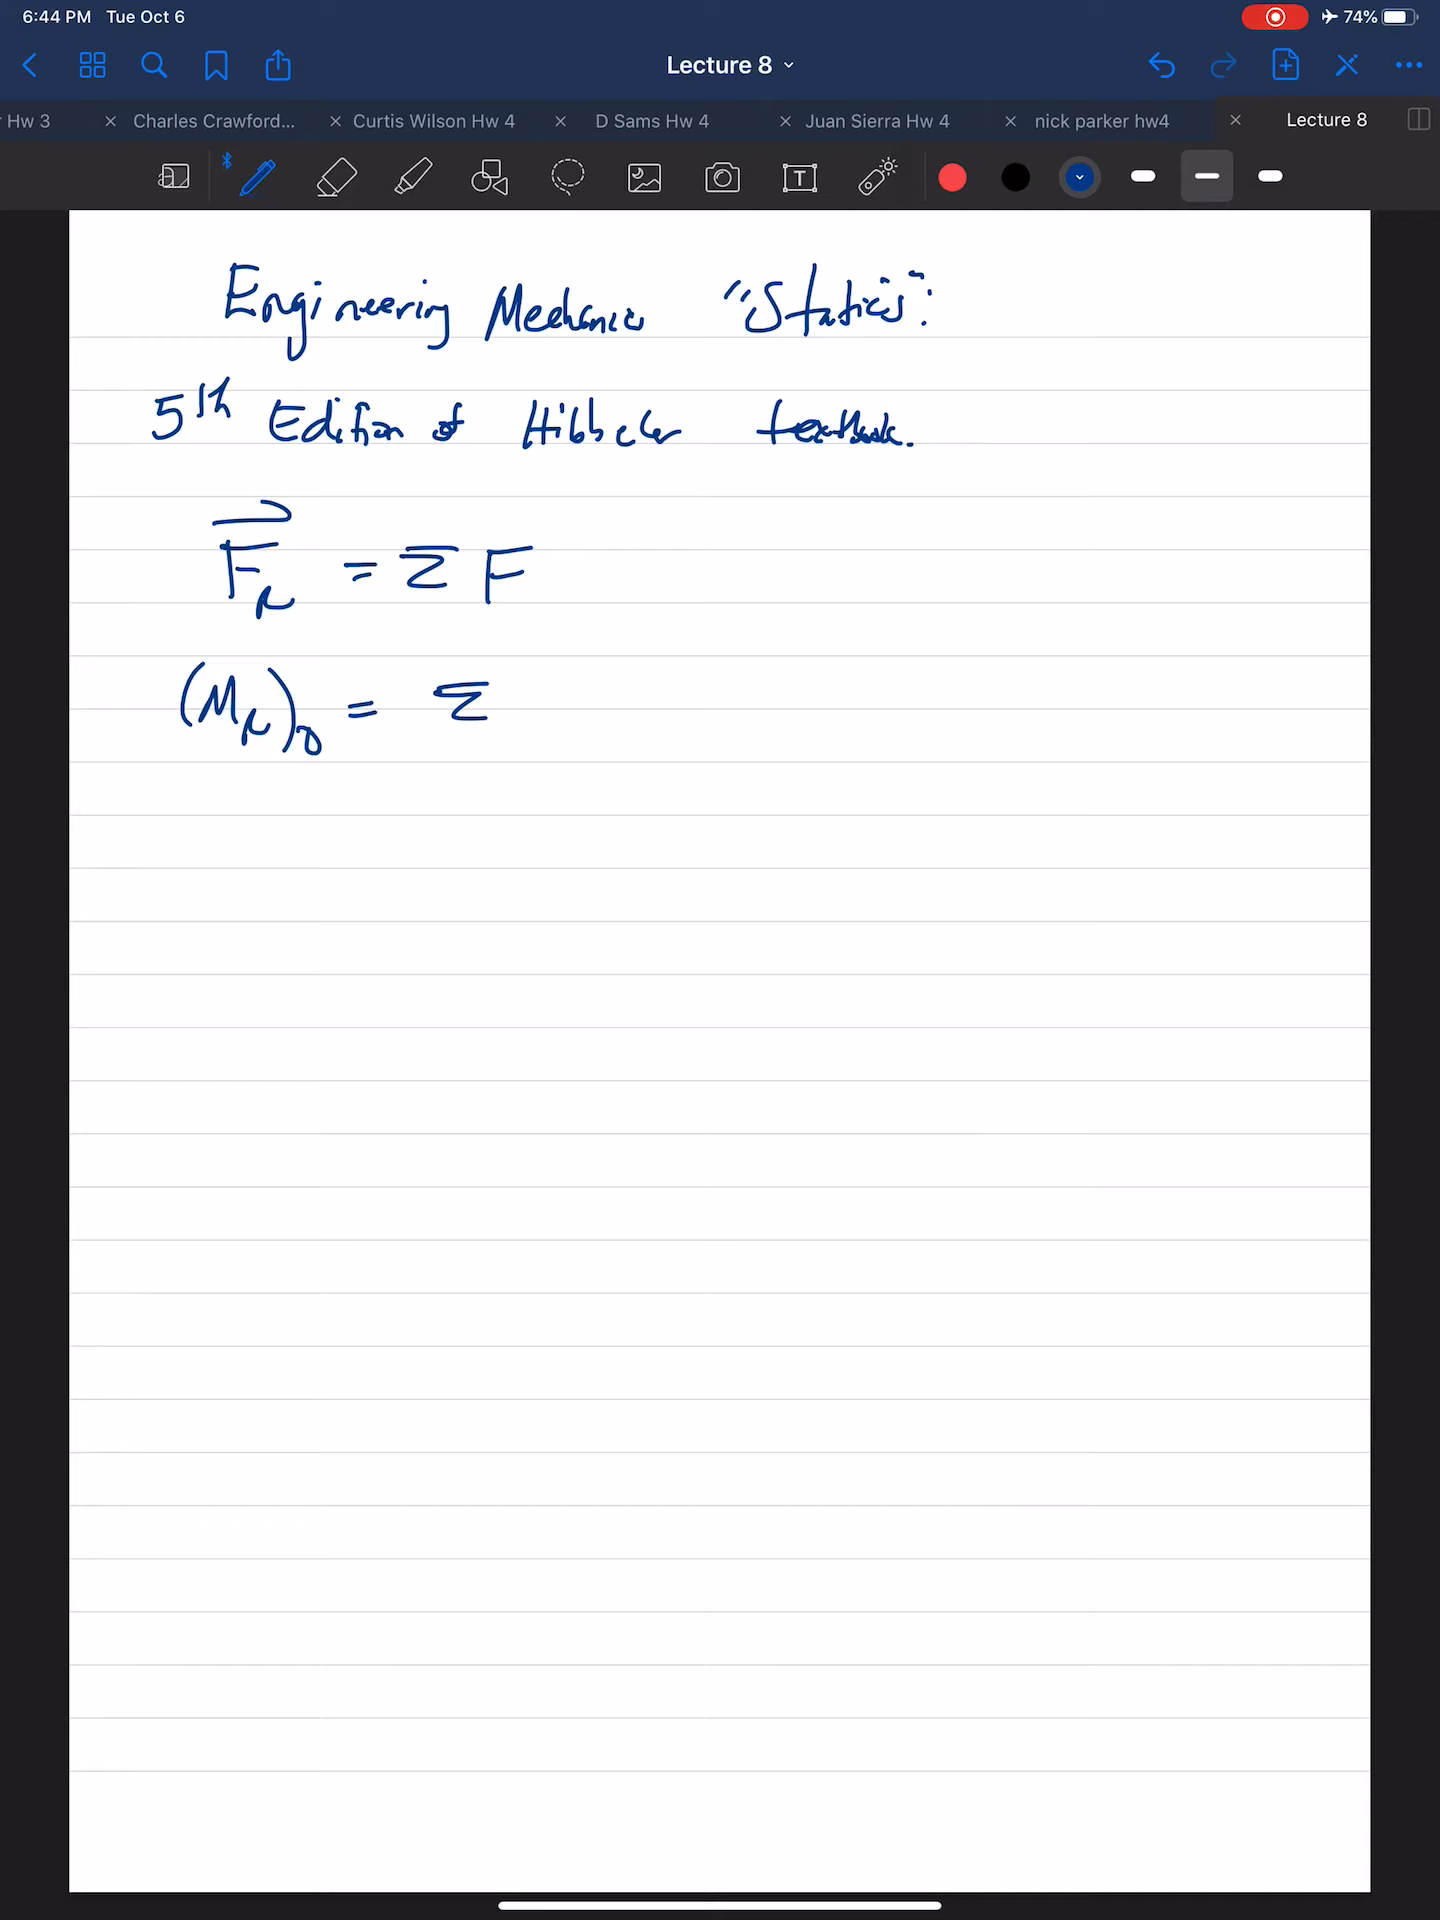 6:44 PM Tue Oct 6 74%
Lecture 8
Hw 3 Charles Crawford... Curtis Wilson Hw 4 D Sams Hw 4 Juan Sierra Hw 4 nick parker hw4 Lecture 8
T
Engineering Mechanics "Statics":
5th Edition of Hibbeler textbook.
F⃗_R = Σ F
(M_R)_O = Σ